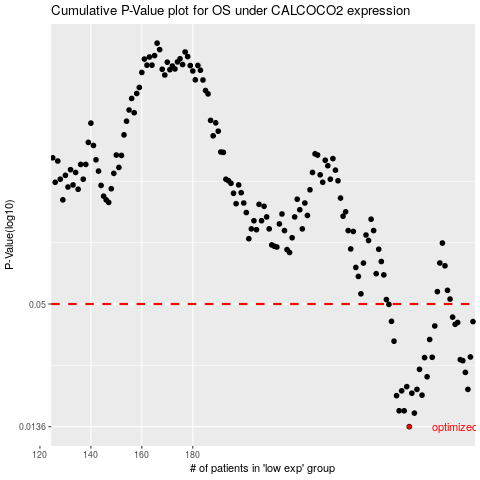 Cumulative P-Value plot for OS under CALCOCO2 expression
P-Value(log10)
0.05
0.0136
optimized
120 140 160 180
# of patients in 'low exp' group